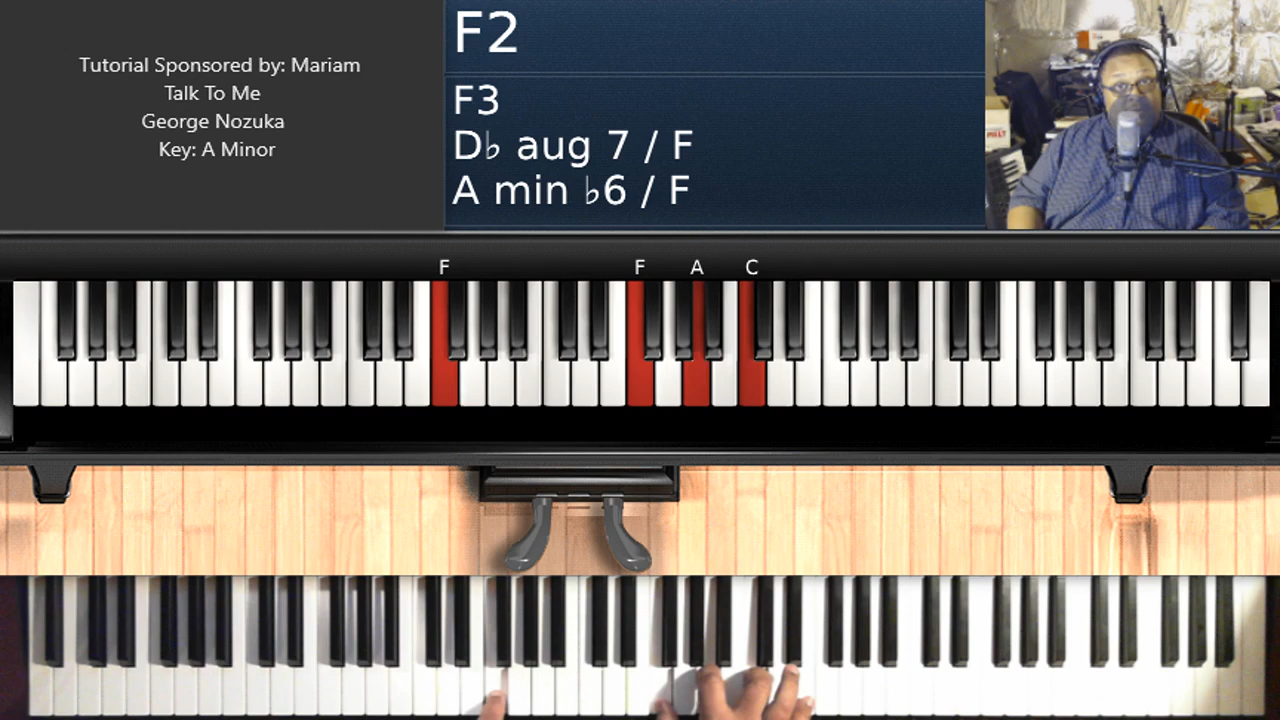 Tutorial Sponsored by: Mariam
Talk To Me
George Nozuka
Key: A Minor
F2
F3
D♭ aug 7 / F
A min ♭6 / F
F F A C